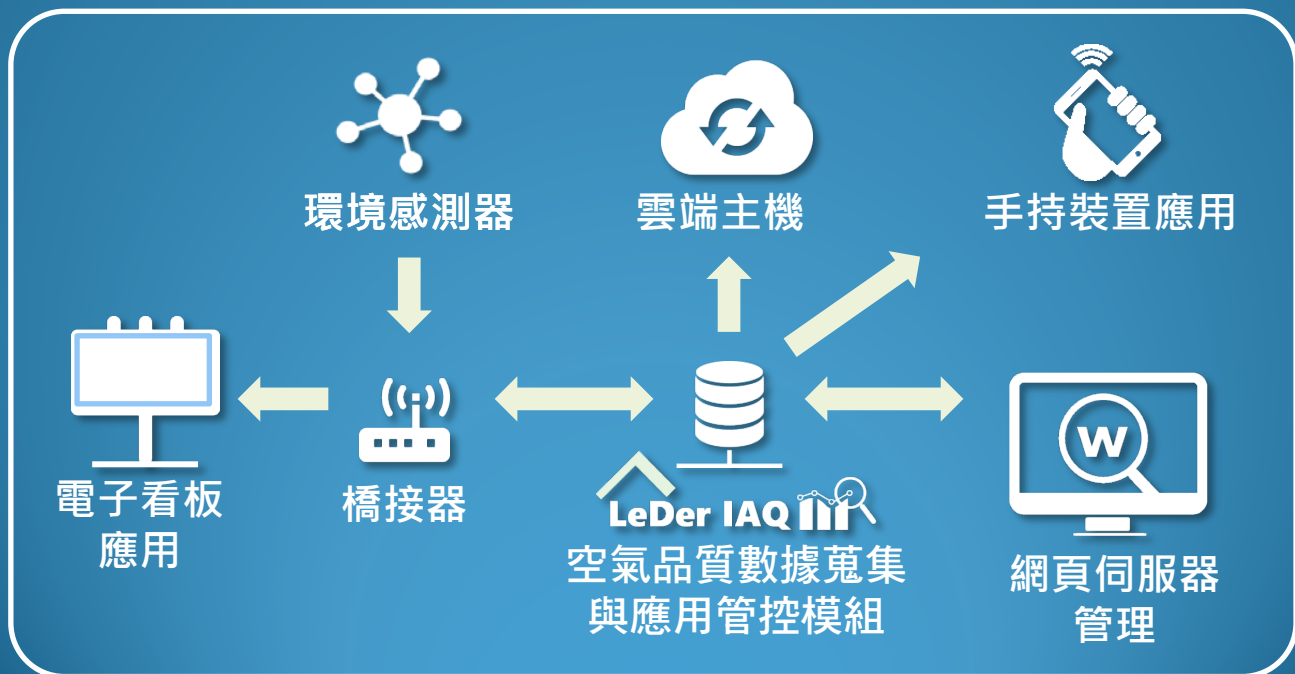 環境感測器
雲端主機
手持裝置應用
電子看板
應用
橋接器
LeDer IAQ
空氣品質數據蒐集
與應用管控模組
W
網頁伺服器
管理